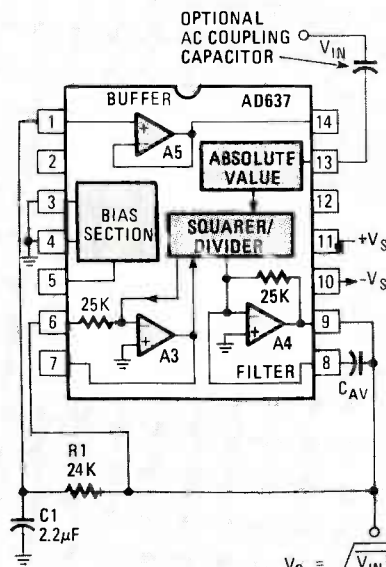 OPTIONAL
AC COUPLING
CAPACITOR
VIN
BUFFER
AD637
1
14
A5
2
ABSOLUTE
VALUE
13
3
12
BIAS
SECTION
SQUARER/
DIVIDER
4
11
+VS
5
25K
10
-VS
25K
6
9
A3
A4
7
FILTER
8
CAV
R1
24K
C1
2.2µF
VO = √VIN